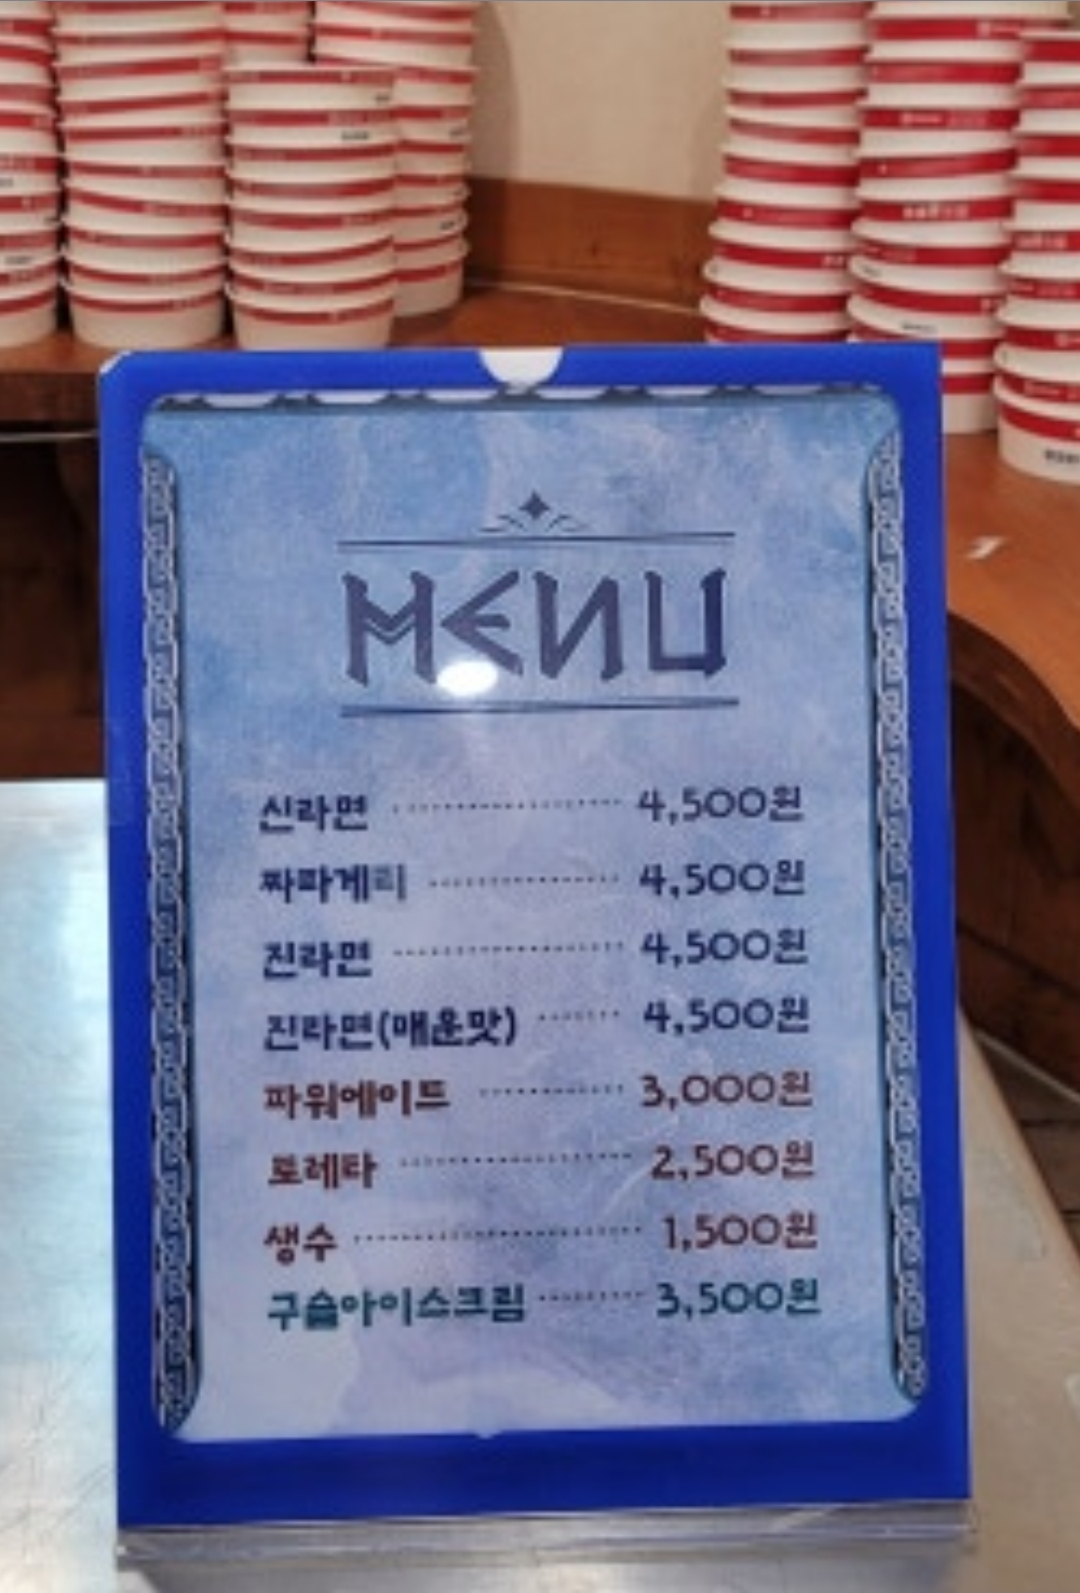 MENU
신라면 4,500원
짜파게티 4,500원
진라면 4,500원
진라면(매운맛) 4,500원
파워에이트 3,000원
토레타 2,500원
생수 1,500원
구슬아이스크림 3,500원